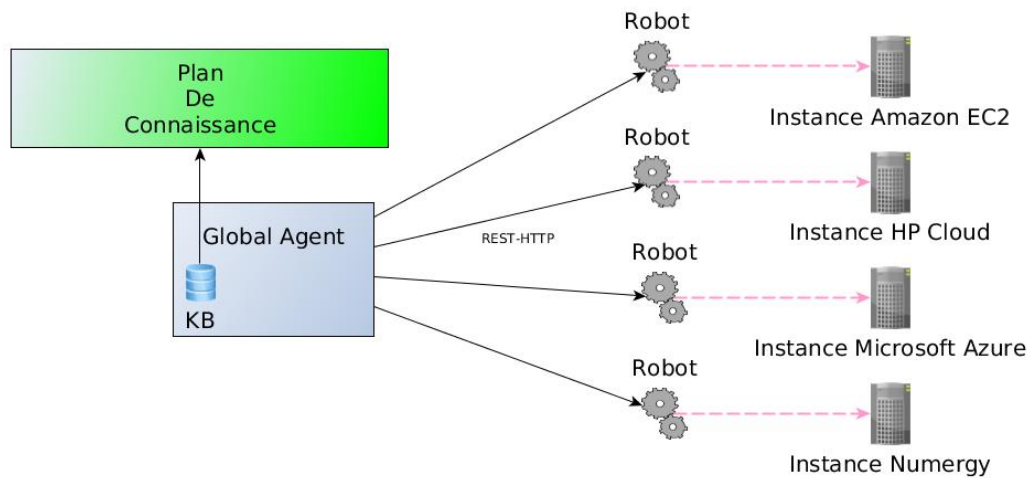 Plan
De
Connaissance
Global Agent
KB
REST-HTTP
Robot
Instance Amazon EC2
Robot
Instance HP Cloud
Robot
Instance Microsoft Azure
Robot
Instance Numergy